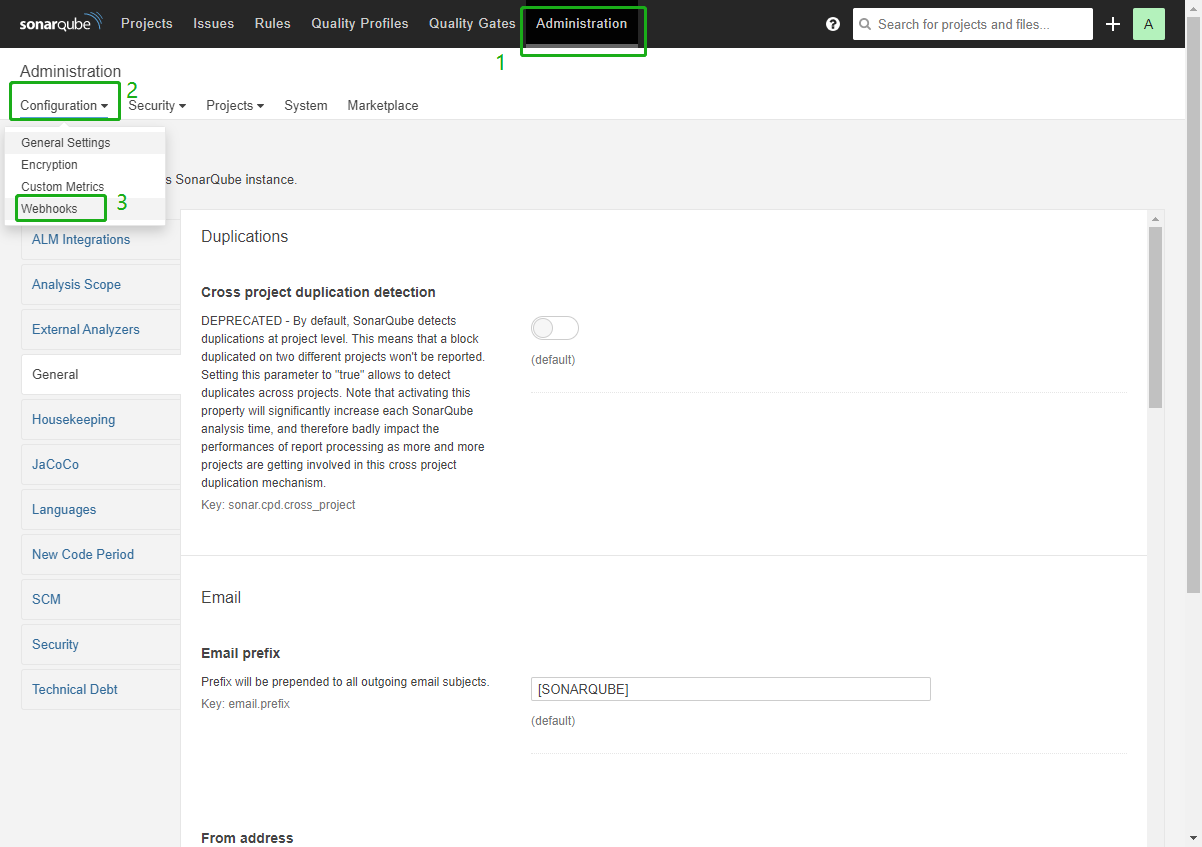 sonarqube Projects Issues Rules Quality Profiles Quality Gates Administration ? Search for projects and files... A
1
Administration
2
Configuration Security Projects System Marketplace
General Settings
Encryption
Custom Metrics
s SonarQube instance.
Webhooks
3
ALM Integrations
Analysis Scope
External Analyzers
General
Housekeeping
JaCoCo
Languages
New Code Period
SCM
Security
Technical Debt
Duplications
Cross project duplication detection
DEPRECATED - By default, SonarQube detects
duplications at project level. This means that a block
duplicated on two different projects won't be reported.
Setting this parameter to "true" allows to detect
duplicates across projects. Note that activating this
property will significantly increase each SonarQube
analysis time, and therefore badly impact the
performances of report processing as more and more
projects are getting involved in this cross project
duplication mechanism.
Key: sonar.cpd.cross_project
(default)
Email
Email prefix
Prefix will be prepended to all outgoing email subjects.
Key: email.prefix
[SONARQUBE]
(default)
From address